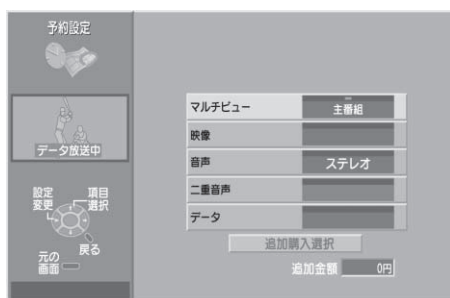 予約設定
データ放送中
設定変更
項目選択
戻る
元の画面
マルチビュー 主番組
映像
音声 ステレオ
二重音声
データ
追加購入選択
追加金額 0円